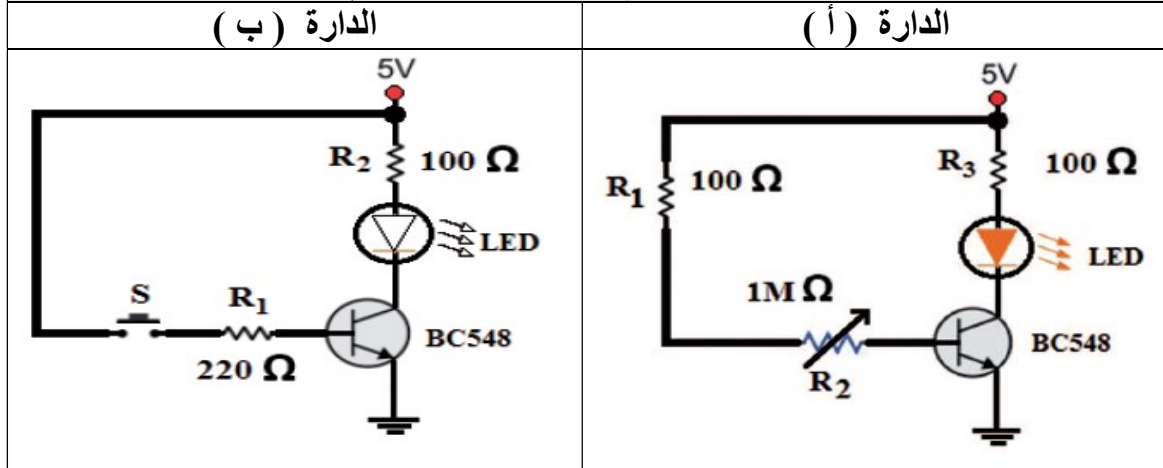 الدارة ( أ )
الدارة ( ب )
5V
R3 100 Ω
R1 100 Ω
LED
1M Ω
BC548
R2
5V
R2 100 Ω
LED
S
R1
BC548
220 Ω